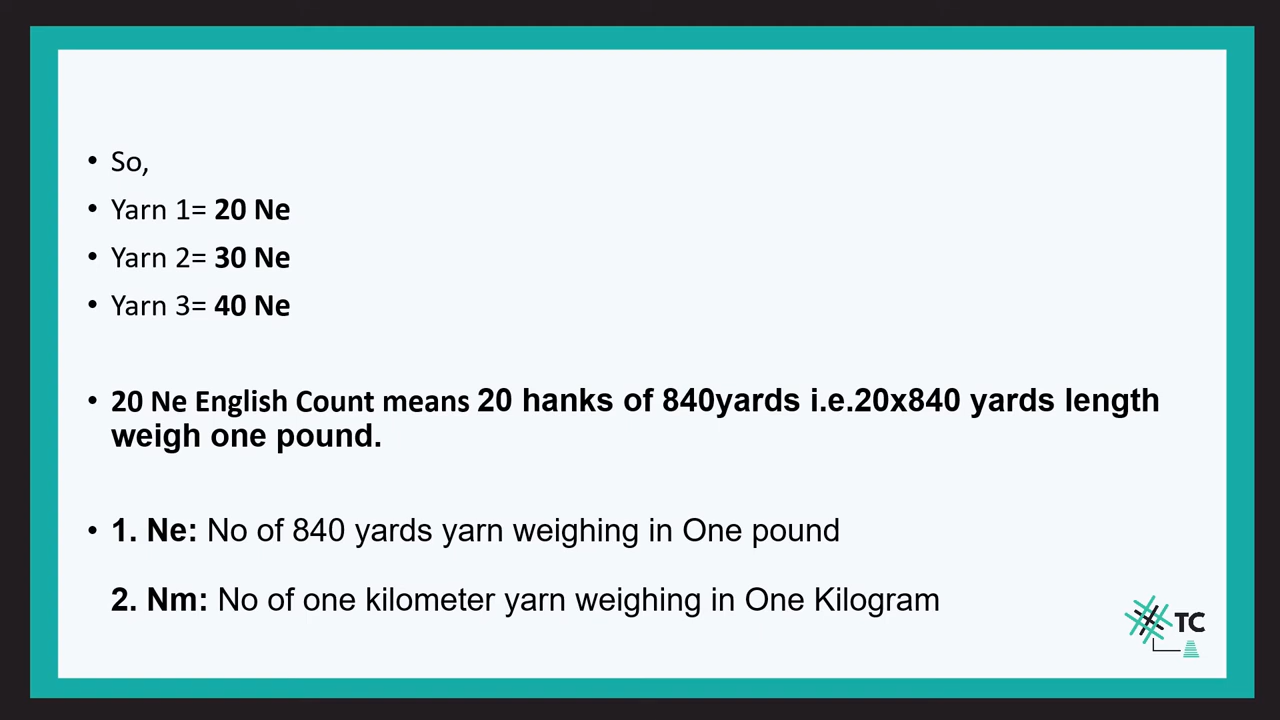 • So,
• Yarn 1= 20 Ne
• Yarn 2= 30 Ne
• Yarn 3= 40 Ne
• 20 Ne English Count means 20 hanks of 840yards i.e.20x840 yards length
weigh one pound.
• 1. Ne: No of 840 yards yarn weighing in One pound
2. Nm: No of one kilometer yarn weighing in One Kilogram
TC